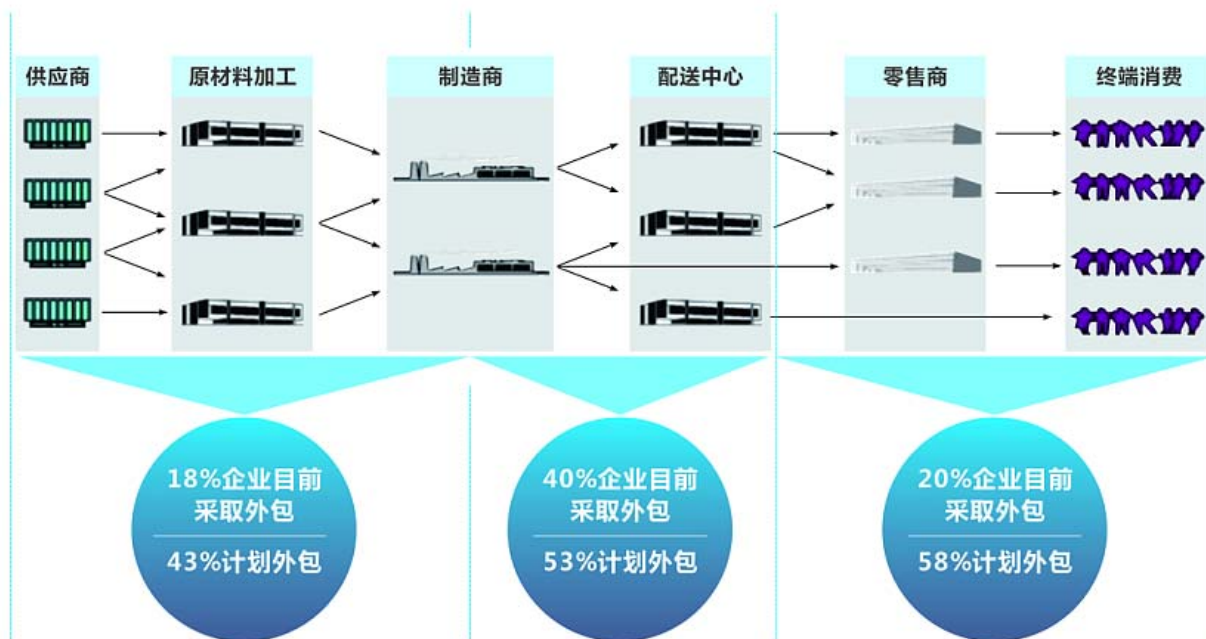 供应商
原材料加工
制造商
配送中心
零售商
终端消费
18%企业目前
采取外包
43%计划外包
40%企业目前
采取外包
53%计划外包
20%企业目前
采取外包
58%计划外包